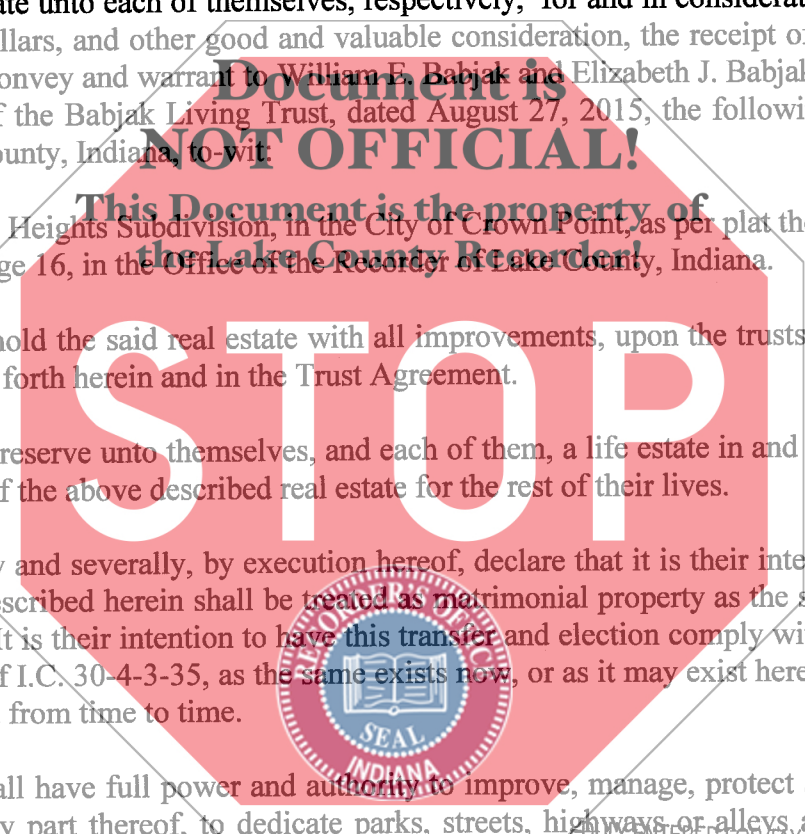 ate unto each of themselves, respectively, for and in considerat
llars, and other good and valuable consideration, the receipt of
onvey and warrant to William E. Babjak and Elizabeth J. Babjak
Document is
f the Babjak Living Trust, dated August 27, 2015, the followi
NOT OFFICIAL!
ounty, Indiana, to-wit:
This Document is the property of
Heights Subdivision, in the City of Crown Point, as per plat th
the Lake County Recorder!
ge 16, in the Office of the Recorder of Lake County, Indiana.
hold the said real estate with all improvements, upon the trusts
forth herein and in the Trust Agreement.
STOP
reserve unto themselves, and each of them, a life estate in and
f the above described real estate for the rest of their lives.
y and severally, by execution hereof, declare that it is their inte
escribed herein shall be treated as matrimonial property as the s
It is their intention to have this transfer and election comply wi
f I.C. 30-4-3-35, as the same exists now, or as it may exist here
from time to time.
RECORDER'S OFFICE
SEAL
INDIANA
all have full power and authority to improve, manage, protect
y part thereof, to dedicate parks, streets, highways or alleys